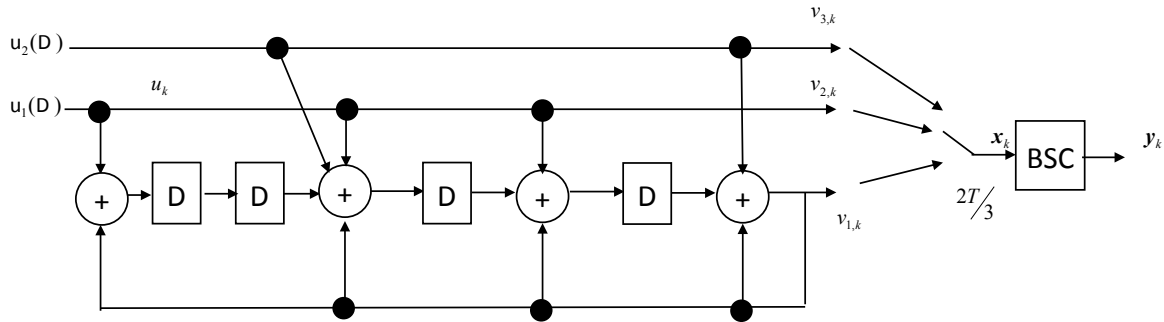 v₃,ₖ
u₂(D)
uₖ
v₂,ₖ
u₁(D)
xₖ
yₖ
BSC
+ D D + D + D +
2T/3
v₁,ₖ